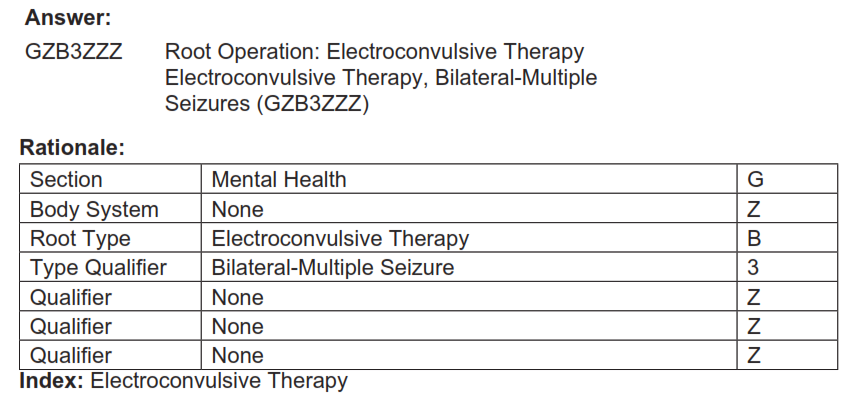 Answer:
GZB3ZZZ Root Operation: Electroconvulsive Therapy
Electroconvulsive Therapy, Bilateral-Multiple
Seizures (GZB3ZZZ)
Rationale:
Section Mental Health G
Body System None Z
Root Type Electroconvulsive Therapy B
Type Qualifier Bilateral-Multiple Seizure 3
Qualifier None Z
Qualifier None Z
Qualifier None Z
Index: Electroconvulsive Therapy